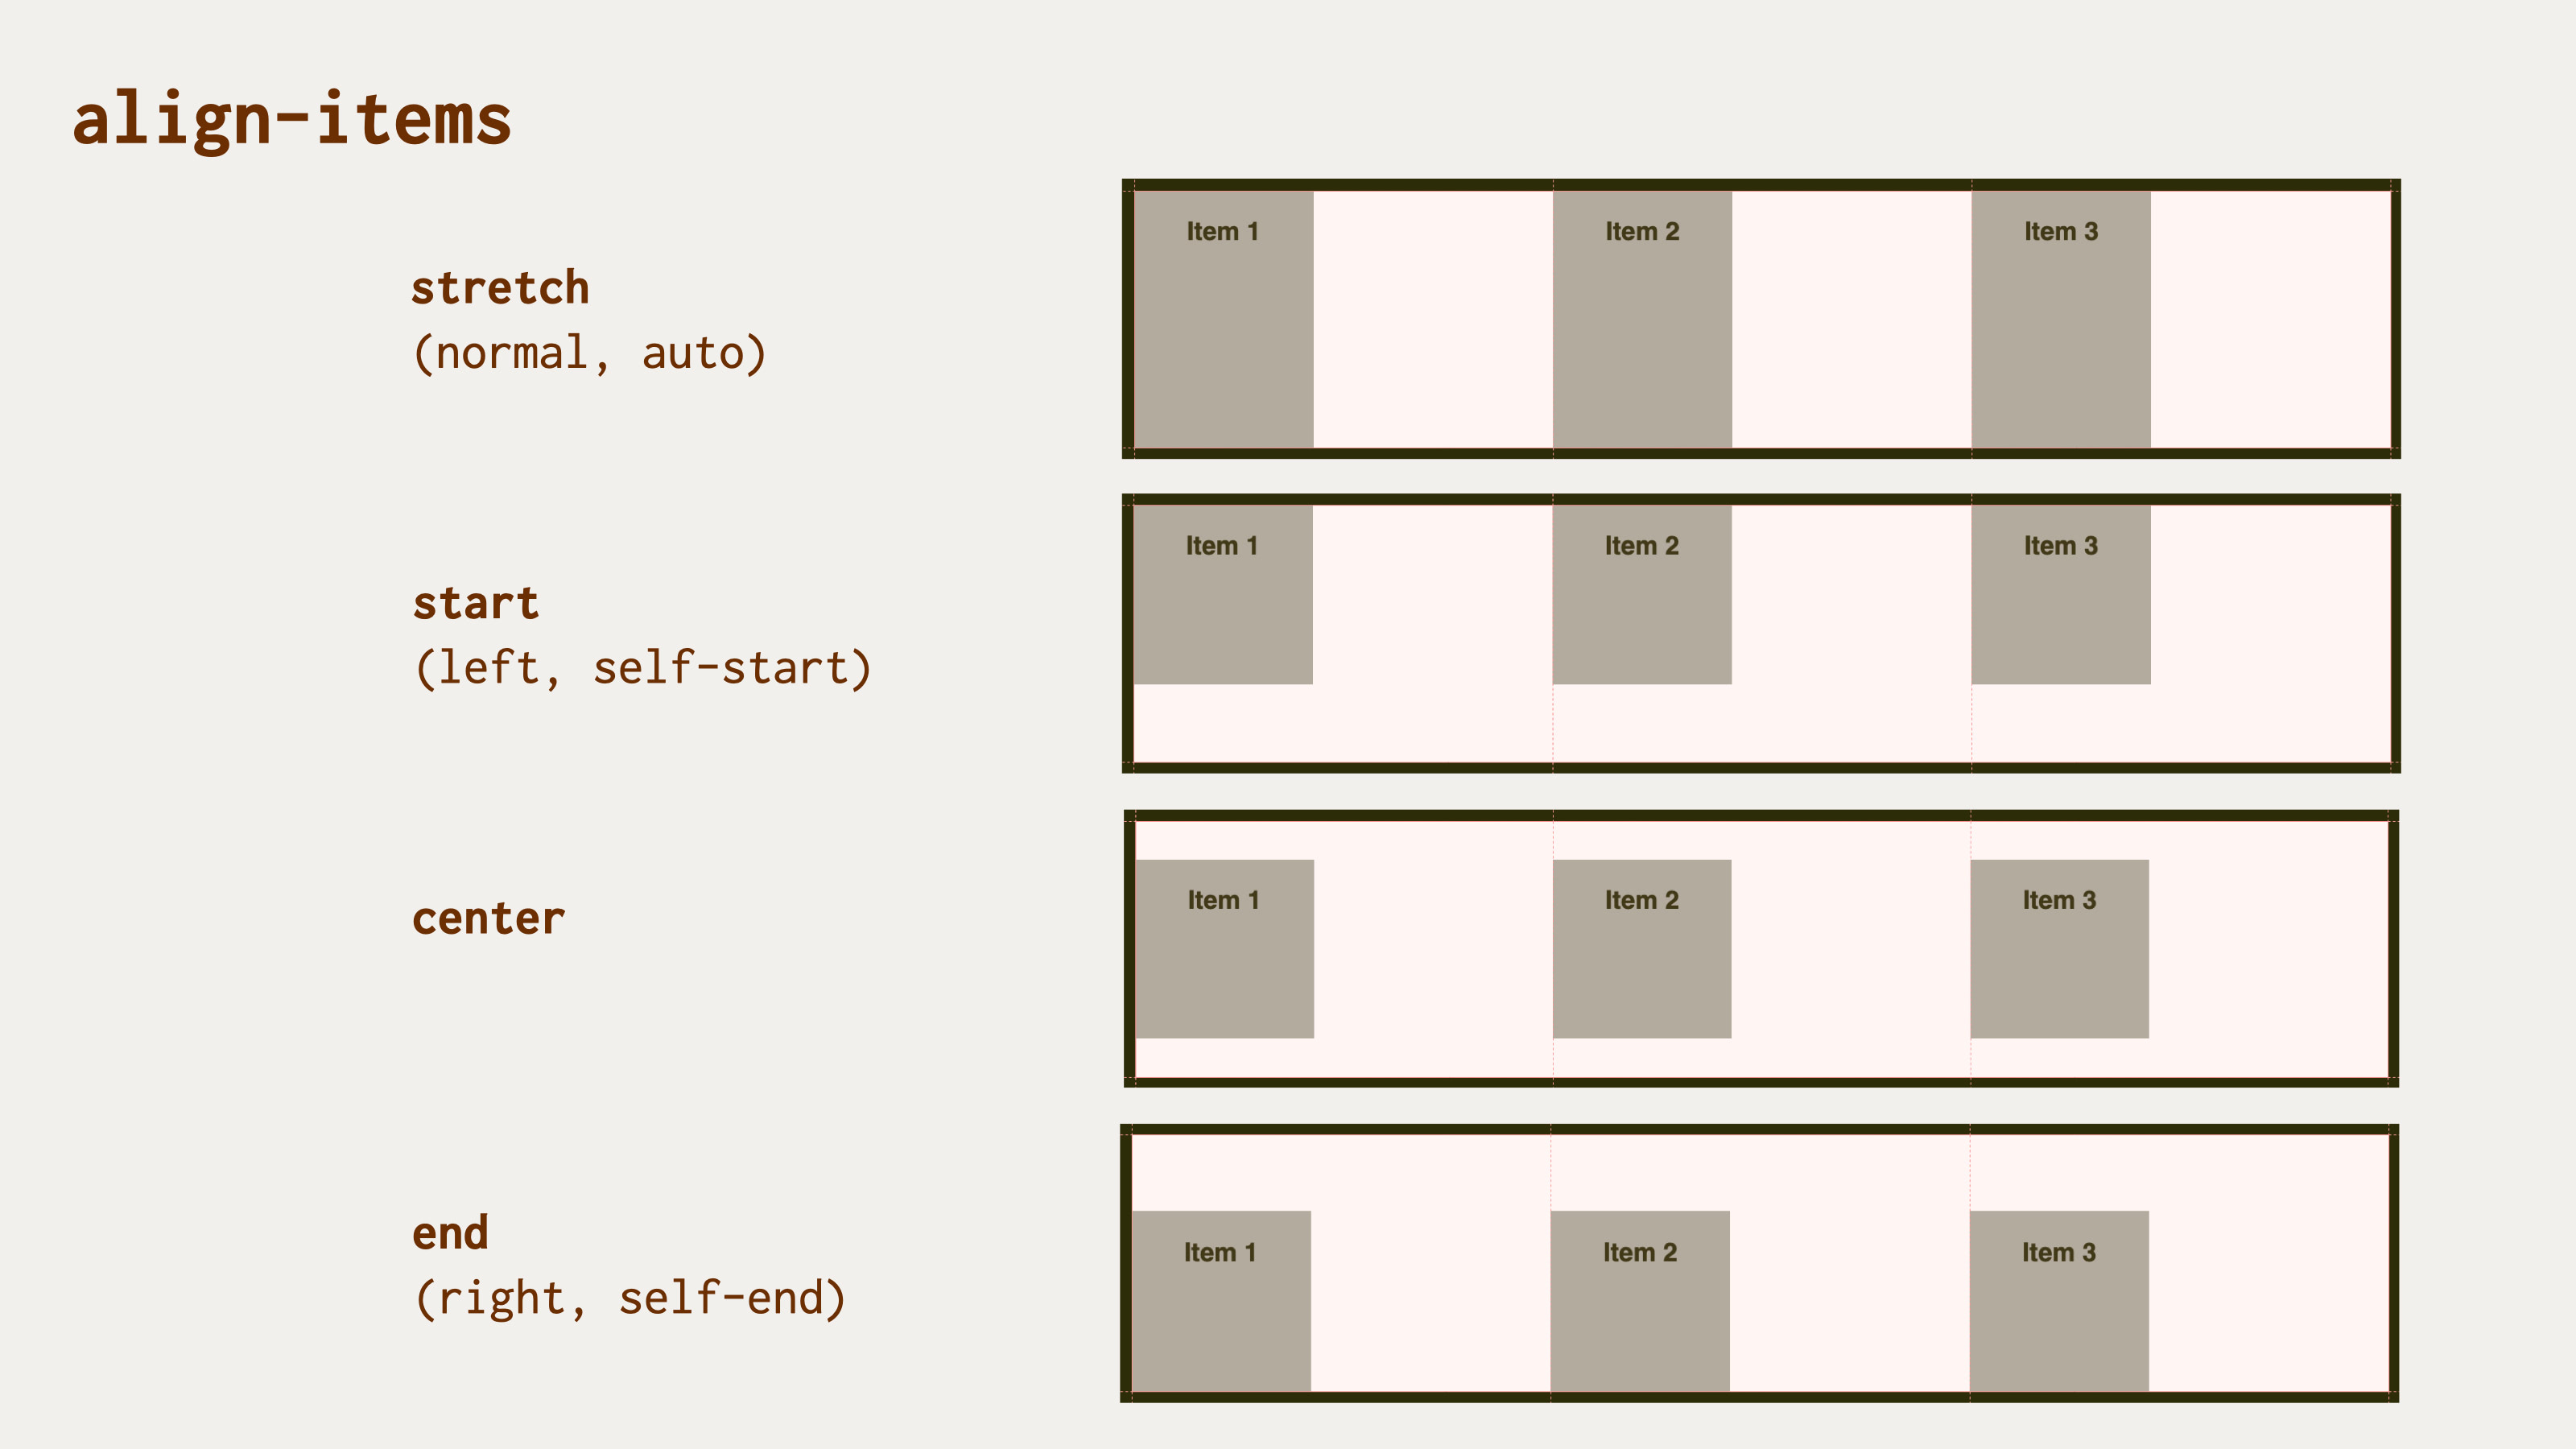 align-items
Item 1 Item 2 Item 3
stretch
(normal, auto)
Item 1 Item 2 Item 3
start
(left, self-start)
Item 1 Item 2 Item 3
center
end
Item 1 Item 2 Item 3
(right, self-end)